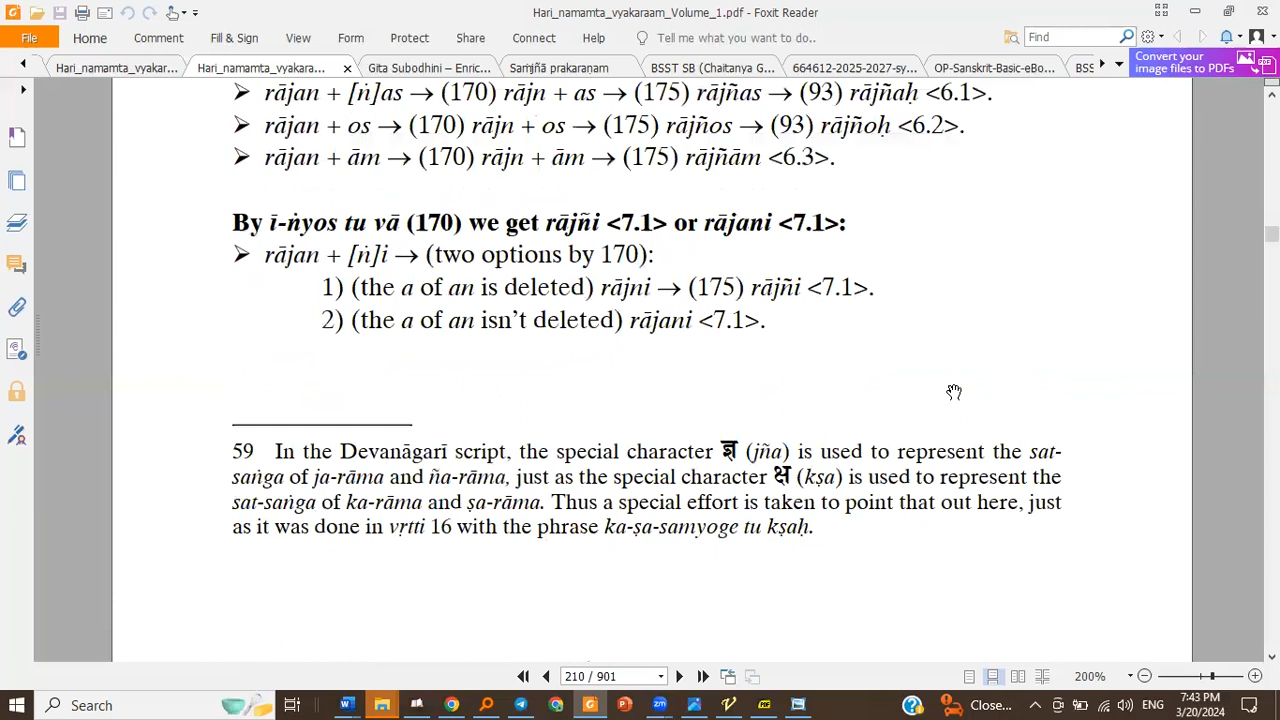 Hari_namamta_vyakaraam_Volume_1.pdf - Foxit Reader
File Home Comment Fill & Sign View Form Protect Share Connect Help Tell me what you want to do.. Find
Hari_namamta_vyakar... Hari_namamta_vyakara... Gita Subodhini – Ethic... Saṁjñā prakaraṇam BSST SB (Chaitanya G... 664612-2025-2027-sy... OP-Sanskrit-Basic-eBo... BSS
Convert your
image files to PDFs
➢ rājan + [ṅ]as → (170) rājn + as → (175) rājñas → (93) rājñaḥ <6.1>.
➢ rājan + os → (170) rājn + os → (175) rājños → (93) rājñoḥ <6.2>.
➢ rājan + ām → (170) rājn + ām → (175) rājñām <6.3>.
By ī-ṅyos tu vā (170) we get rājñi <7.1> or rājani <7.1>:
➢ rājan + [ṅ]i → (two options by 170):
1) (the a of an is deleted) rājni → (175) rājñi <7.1>.
2) (the a of an isn’t deleted) rājani <7.1>.
59 In the Devanāgarī script, the special character ज्ञ (jña) is used to represent the sat-
saṅga of ja-rāma and ña-rāma, just as the special character क्ष (kṣa) is used to represent the
sat-saṅga of ka-rāma and ṣa-rāma. Thus a special effort is taken to point that out here, just
as it was done in vṛtti 16 with the phrase ka-ṣa-saṁyoge tu kṣaḥ.
210 / 901 200%
Search Close... ENG 7:43 PM
3/20/2024